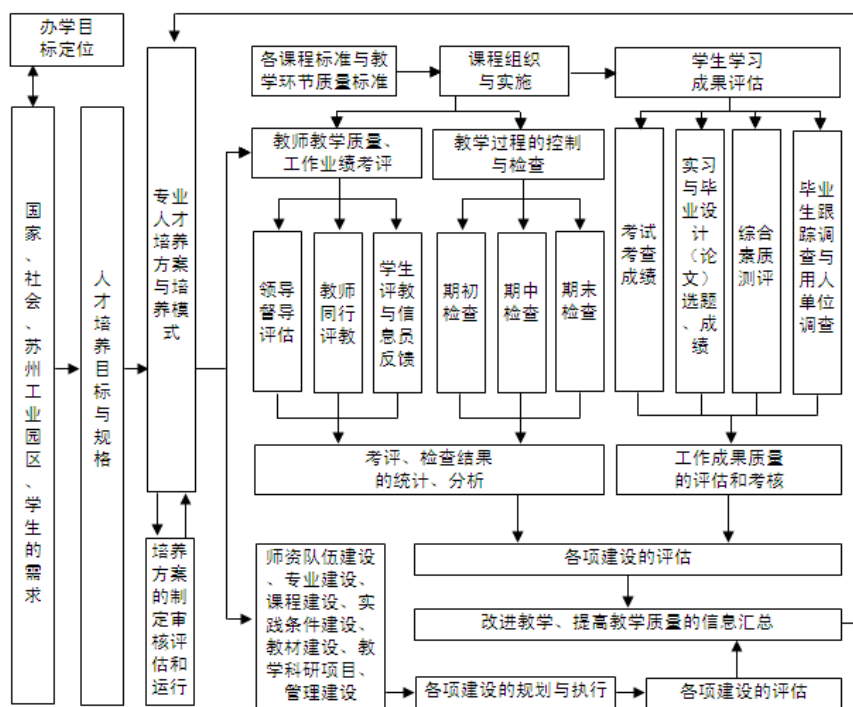 办学目
标定位
国家、社会、苏州工业园区、学生的需求
人才培养目标与规格
专业
人才
培养
方案
与培
养模
式
培养
方案
的制
定审
核评
估和
运行
各课程标准与教
学环节质量标准
课程组织
与实施
学生学习
成果评估
教师教学质量、
工作业绩考评
教学过程的控制
与检查
领导
督导
评估
教师
同行
评教
学生
评教
与信
息员
反馈
期初
检查
期中
检查
期末
检查
考试
考查
成绩
实习
与毕
业设
计
（论
文）
选题
、成
绩
综合
素质
测评
毕业
生跟
踪调
查与
用人
单位
调查
考评、检查结果
的统计、分析
工作成果质量
的评估和考核
师资队伍建设
、专业建设、
课程建设、实
践条件建设、
教材建设、教
学科研项目、
管理建设
各项建设的评估
改进教学、提高教学质量的信息汇总
各项建设的规划与执行
各项建设的评估